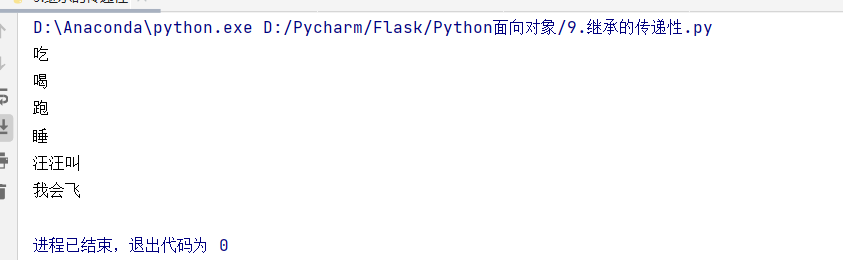 D:\Anaconda\python.exe D:/Pycharm/Flask/Python面向对象/9.继承的传递性.py
吃
喝
跑
睡
汪汪叫
我会飞
进程已结束，退出代码为 0